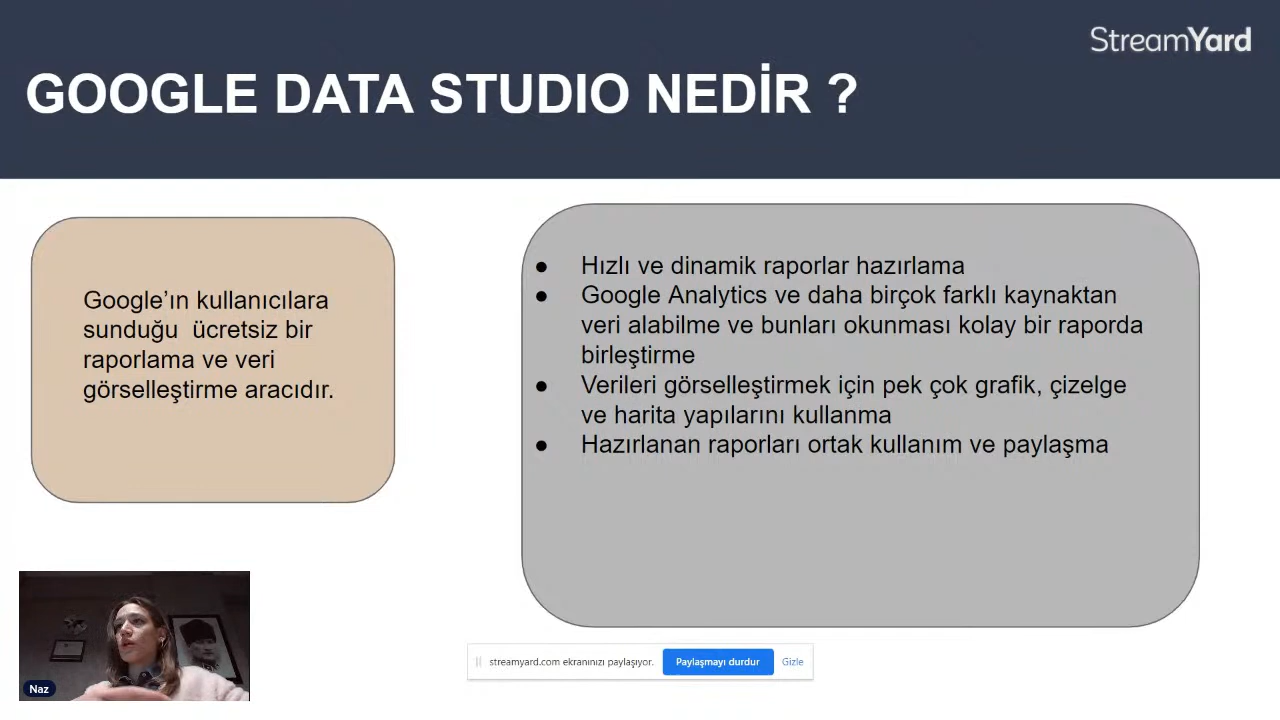 StreamYard
GOOGLE DATA STUDIO NEDİR ?
Google’ın kullanıcılara
sunduğu ücretsiz bir
raporlama ve veri
görselleştirme aracıdır.
● Hızlı ve dinamik raporlar hazırlama
● Google Analytics ve daha birçok farklı kaynaktan
veri alabilme ve bunları okunması kolay bir raporda
birleştirme
● Verileri görselleştirmek için pek çok grafik, çizelge
ve harita yapılarını kullanma
● Hazırlanan raporları ortak kullanım ve paylaşma
streamyard.com ekranınızı paylaşıyor. Paylaşmayı durdur Gizle
Naz